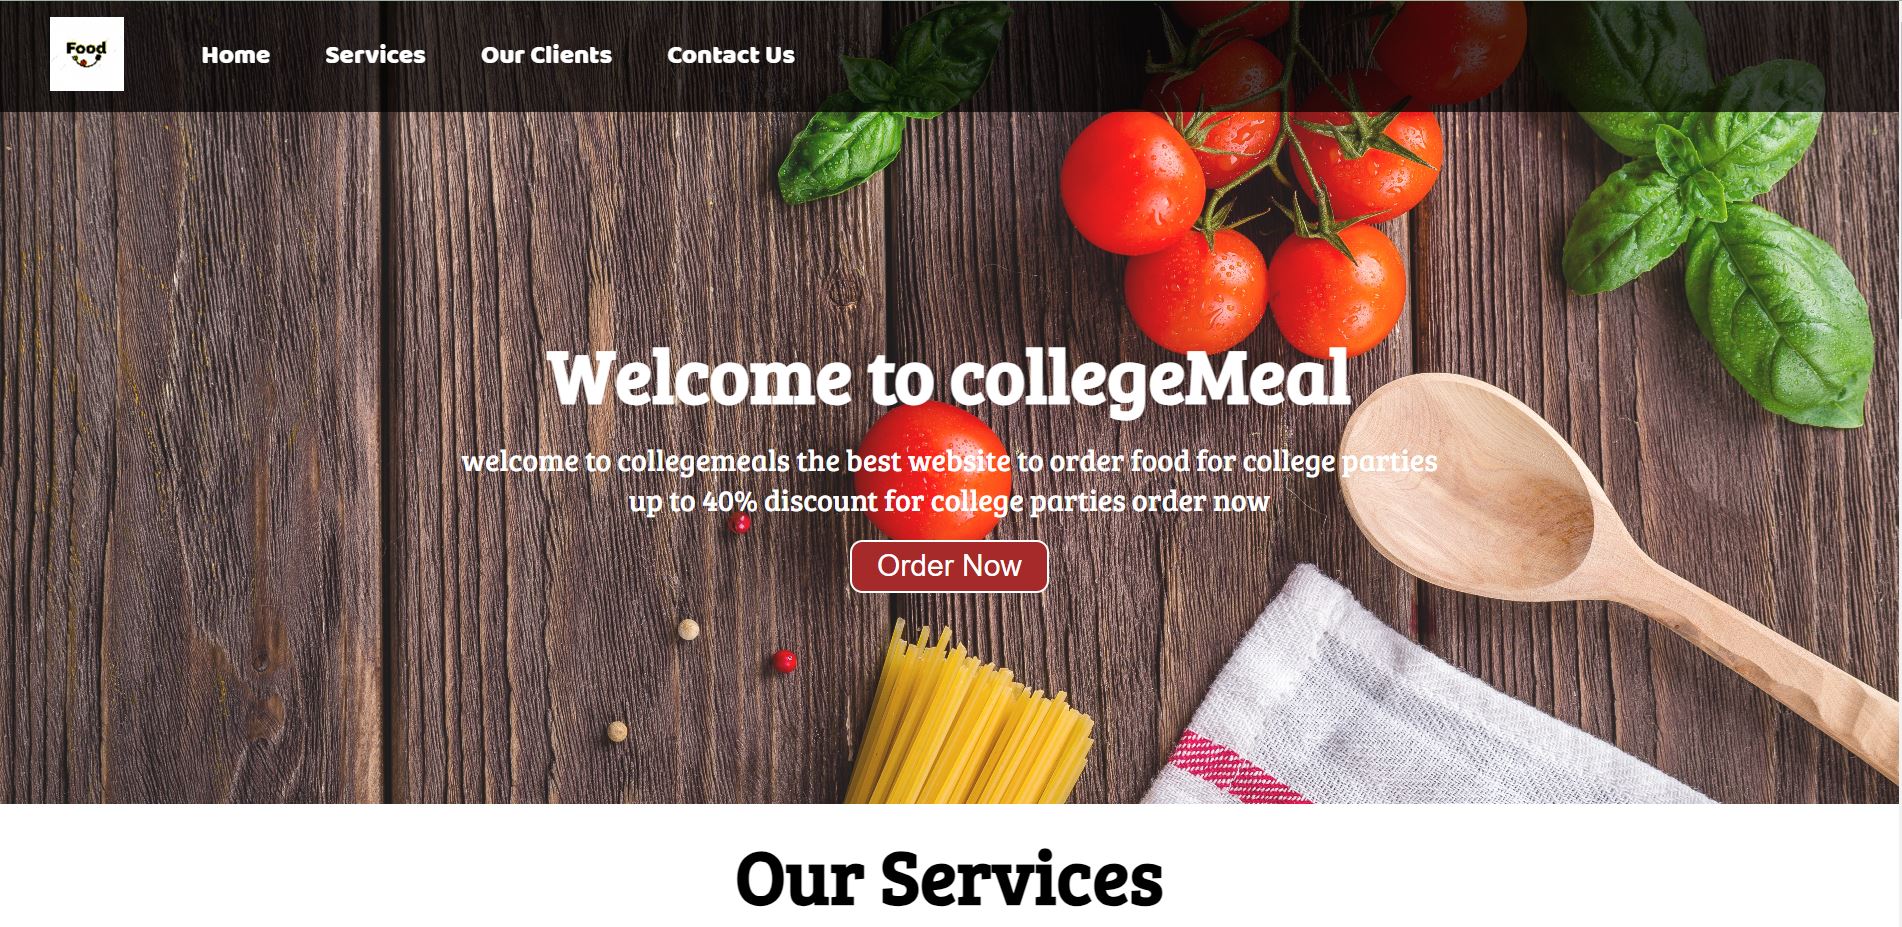 Food
Home Services Our Clients Contact Us
Welcome to collegeMeal
welcome to collegemeals the best website to order food for college parties
up to 40% discount for college parties order now
Order Now
Our Services